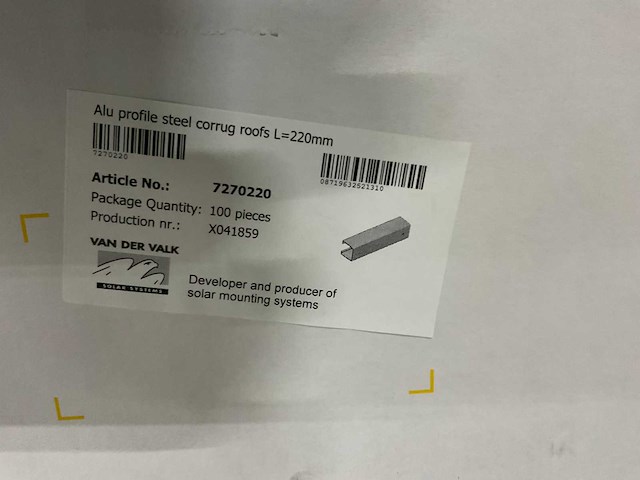 Alu profile steel corrug roofs L=220mm
7270220
08719632521310
Article No.: 7270220
Package Quantity: 100 pieces
Production nr.: X041859
VAN DER VALK
SOLAR SYSTEMS
Developer and producer of
solar mounting systems